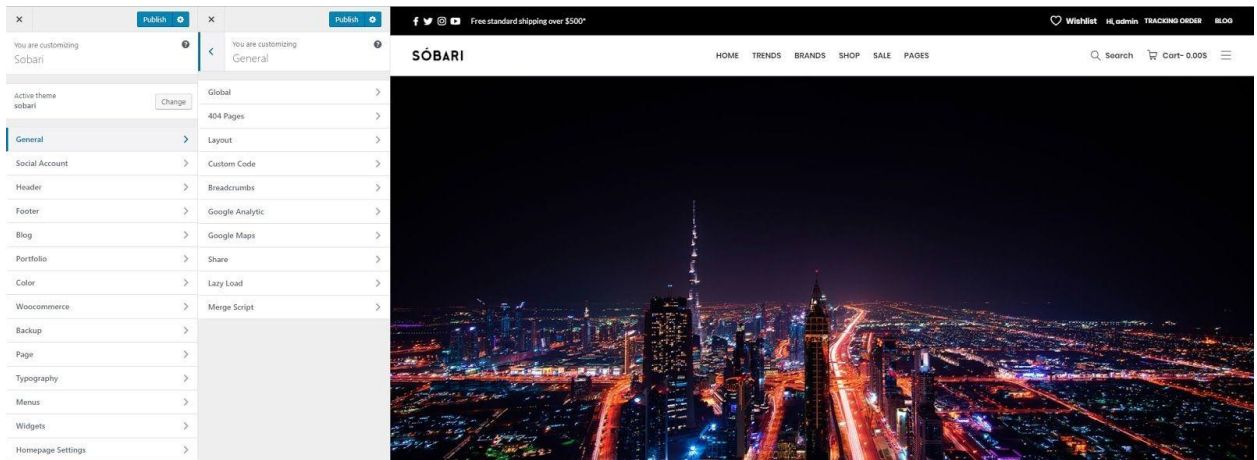 Publish
You are customizing
Sobari
Active theme
sobari
Change
General
Social Account
Header
Footer
Blog
Portfolio
Color
Woocommerce
Backup
Page
Typography
Menus
Widgets
Homepage Settings
Publish
You are customizing
General
Global
404 Pages
Layout
Custom Code
Breadcrumbs
Google Analytic
Google Maps
Share
Lazy Load
Merge Script
Free standard shipping over $500*
Wishlist Hi, admin TRACKING ORDER BLOG
SÓBARI
HOME TRENDS BRANDS SHOP SALE PAGES
Search Cart- 0.00$